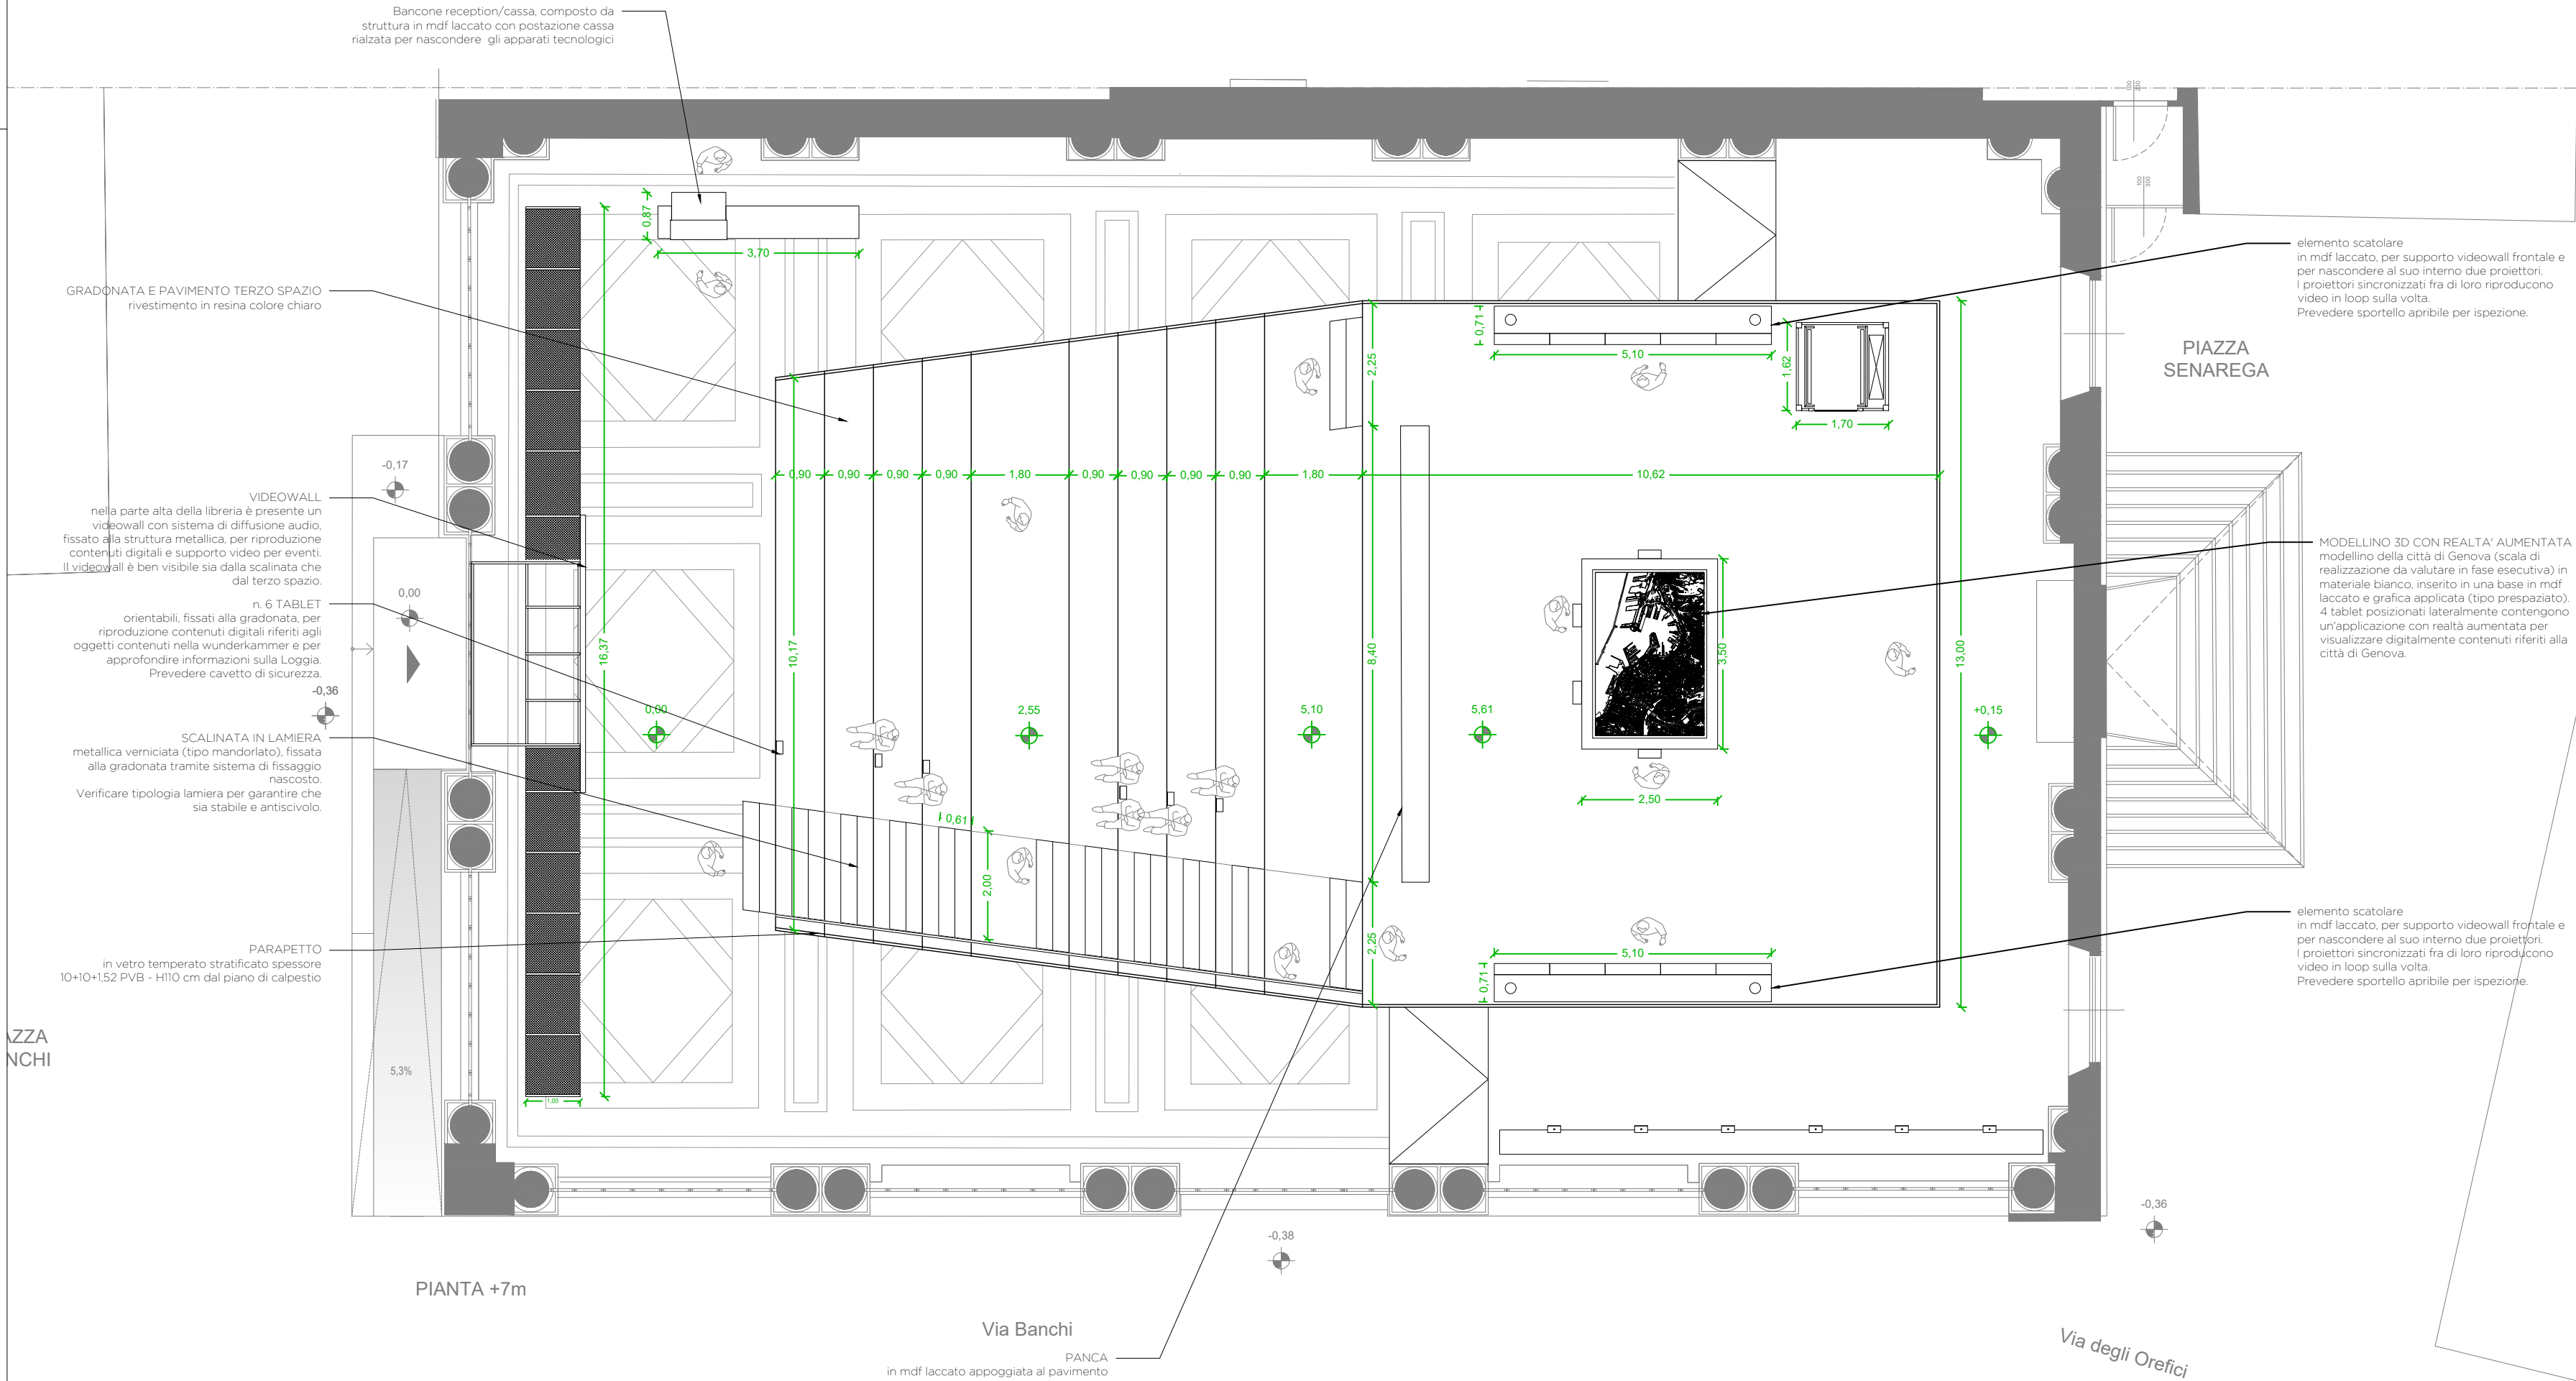 Bancone reception/cassa, composto da
struttura in mdf laccato con postazione cassa
rialzata per nascondere gli apparati tecnologici
GRADONATA E PAVIMENTO TERZO SPAZIO
rivestimento in resina colore chiaro
VIDEOWALL
nella parte alta della libreria è presente un
videowall con sistema di diffusione audio,
fissato alla struttura metallica, per riproduzione
contenuti digitali e supporto video per eventi.
Il videowall è ben visibile sia dalla scalinata che
dal terzo spazio.
n. 6 TABLET
orientabili, fissati alla gradonata, per
riproduzione contenuti digitali riferiti agli
oggetti contenuti nella wunderkammer e per
approfondire informazioni sulla Loggia.
Prevedere cavetto di sicurezza.
SCALINATA IN LAMIERA
metallica verniciata (tipo mandorlato), fissata
alla gradonata tramite sistema di fissaggio
nascosto.
Verificare tipologia lamiera per garantire che
sia stabile e antiscivolo.
PARAPETTO
in vetro temperato stratificato spessore
10+10+1,52 PVB - H110 cm dal piano di calpestio
AZZA
NCHI
-0,17
0,00
-0,36
5,3%
0,87
3,70
16,37
1,00
10,17
0,90
0,90
0,90
0,90
1,80
0,90
0,90
0,90
0,90
1,80
10,62
0,00
2,55
5,10
5,61
+0,15
0,61
2,00
2,25
8,40
2,25
0,71
5,10
1,62
1,70
3,50
2,50
13,00
5,10
0,71
100
200
100
300
elemento scatolare
in mdf laccato, per supporto videowall frontale e
per nascondere al suo interno due proiettori.
I proiettori sincronizzati fra di loro riproducono
video in loop sulla volta.
Prevedere sportello apribile per ispezione.
PIAZZA
SENAREGA
MODELLINO 3D CON REALTA' AUMENTATA
modellino della città di Genova (scala di
realizzazione da valutare in fase esecutiva) in
materiale bianco, inserito in una base in mdf
laccato e grafica applicata (tipo prespaziato).
4 tablet posizionati lateralmente contengono
un'applicazione con realtà aumentata per
visualizzare digitalmente contenuti riferiti alla
città di Genova.
elemento scatolare
in mdf laccato, per supporto videowall frontale e
per nascondere al suo interno due proiettori.
I proiettori sincronizzati fra di loro riproducono
video in loop sulla volta.
Prevedere sportello apribile per ispezione.
-0,38
-0,36
PIANTA +7m
Via Banchi
PANCA
in mdf laccato appoggiata al pavimento
Via degli Orefici